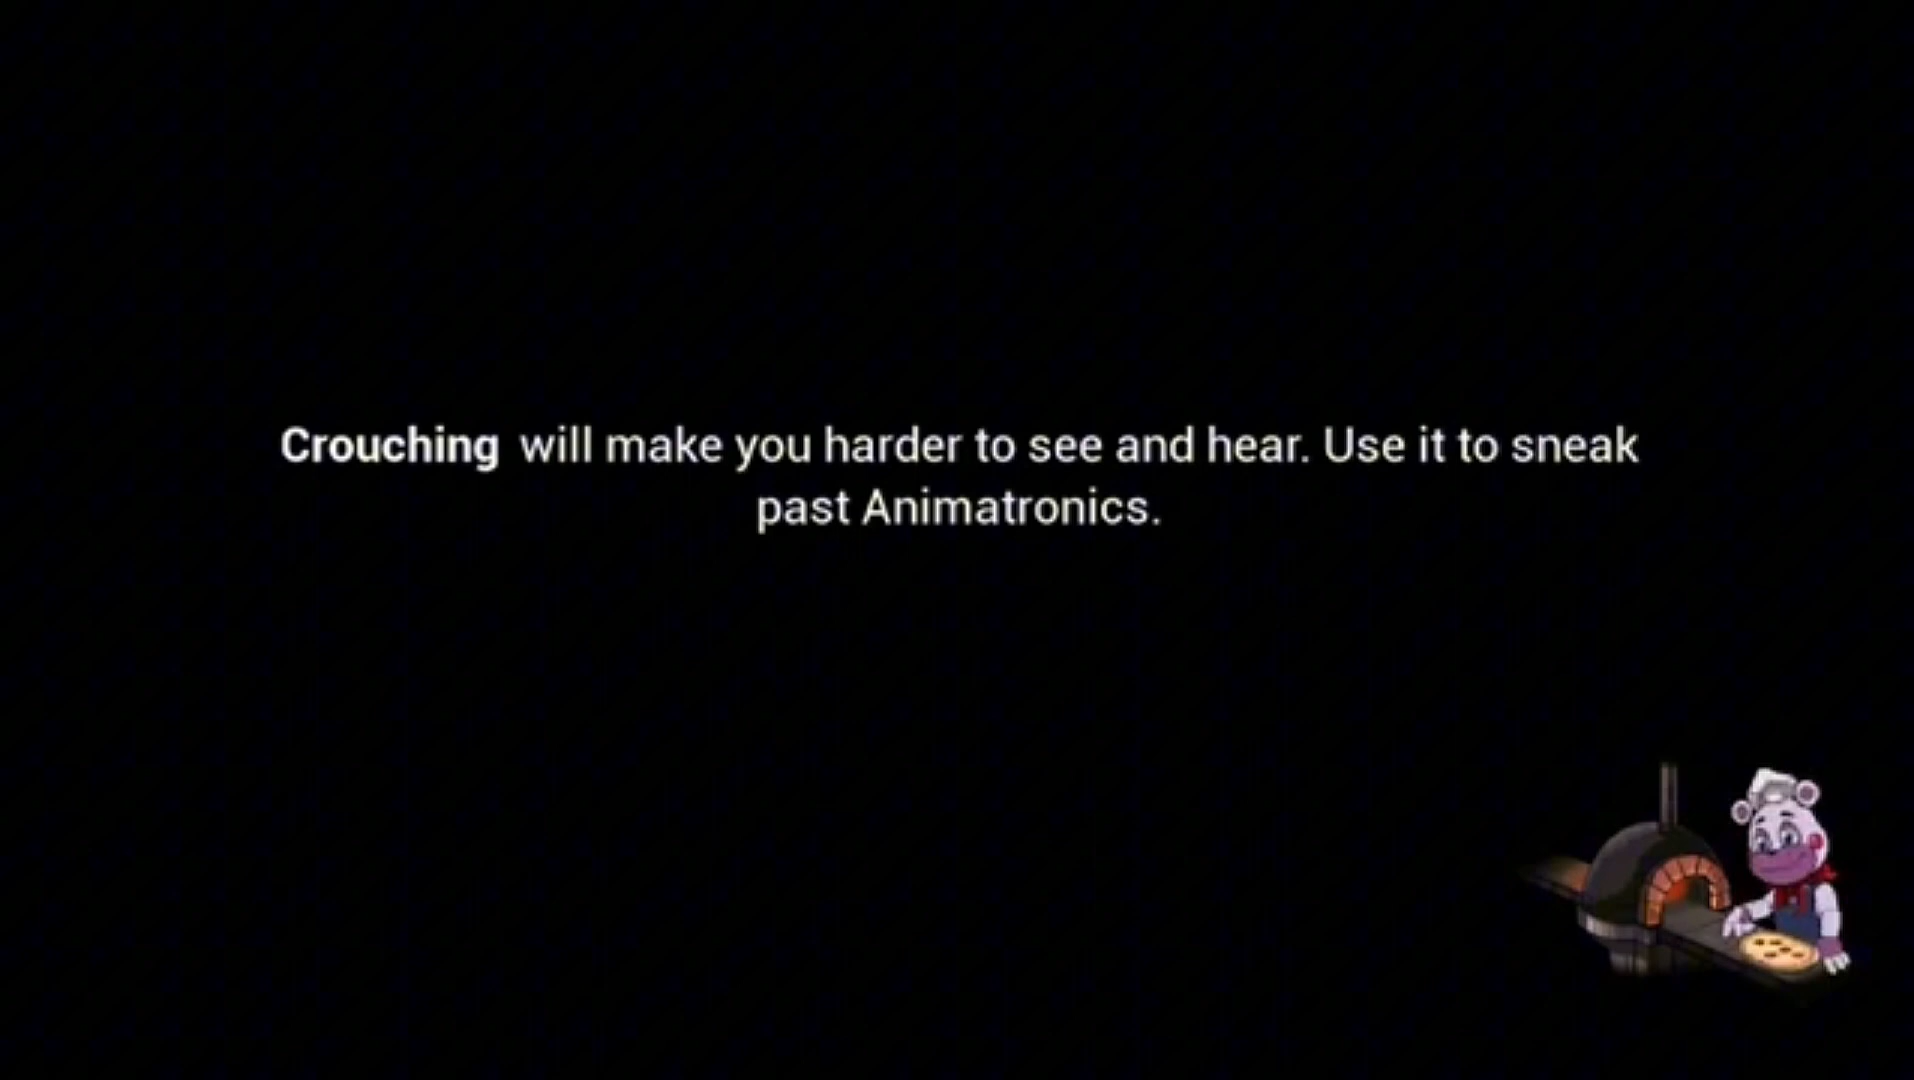 Crouching will make you harder to see and hear. Use it to sneak
past Animatronics.